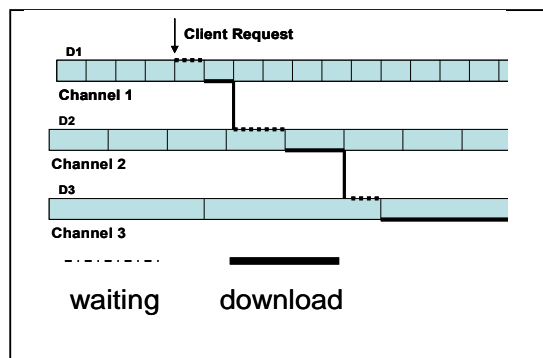 Client Request
D1
Channel 1
D2
Channel 2
D3
Channel 3
waiting download